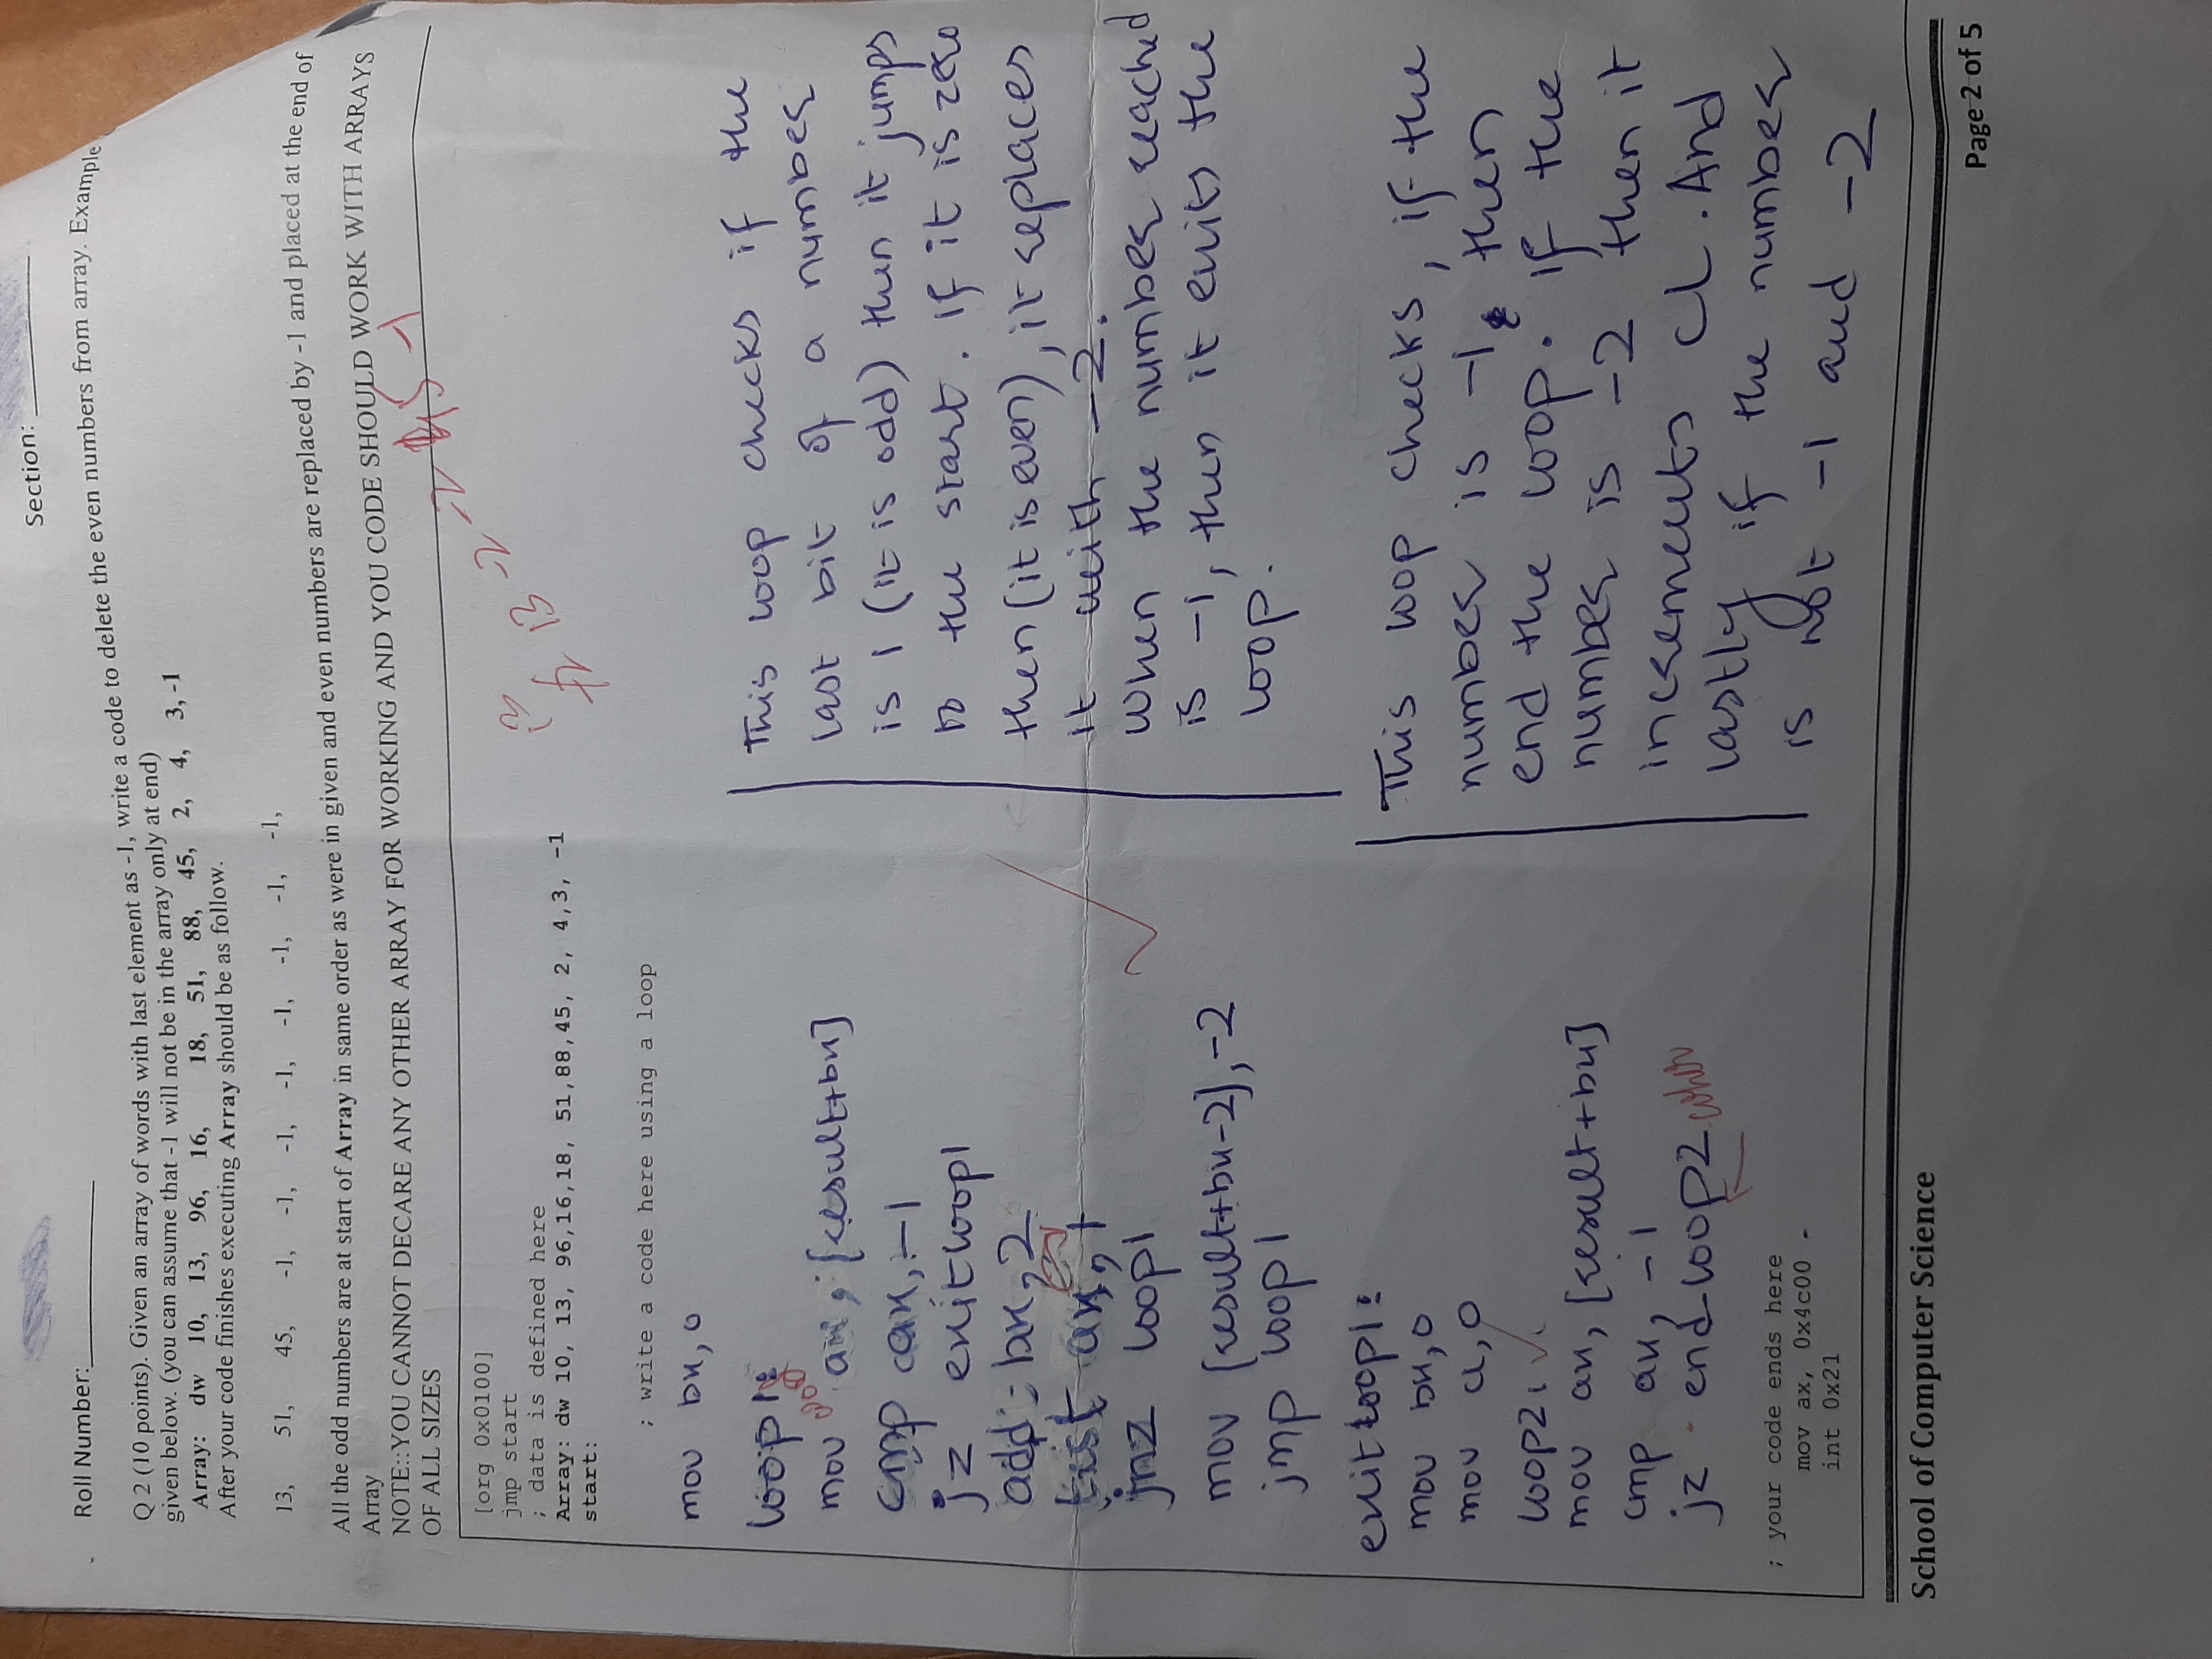 Section:
Roll Number:
Q 2 (10 points). Given an array of words with last element as -1, write a code to delete the even numbers from array. Example
given below. (you can assume that -1 will not be in the array only at end)
Array: dw 10, 13, 96, 16, 18, 51, 88, 45, 2, 4, 3, -1
After your code finishes executing Array should be as follow.
13, 51, 45, -1, -1, -1, -1, -1, -1, -1, -1,
All the odd numbers are at start of Array in same order as were in given and even numbers are replaced by -1 and placed at the end of
Array
NOTE::YOU CANNOT DECARE ANY OTHER ARRAY FOR WORKING AND YOU CODE SHOULD WORK WITH ARRAYS
OF ALL SIZES
13 -2 -2 5 -1
[org 0x0100]
jmp start
; data is defined here
Array: dw 10, 13, 96,16,18, 51,88,45, 2, 4,3, -1
start:
; write a code here using a loop
mov bx, 0
loop1:
mov ax, [result+bx]
cmp ax, -1
jz exitloop1
add bx, 2
test ax, 1
jnz loop1
mov [result+bx-2], -2
jmp loop1
This loop checks if the
last bit of a number
is 1 (it is odd) then it jumps
to the start. If it is zero
then (it is even), it replaces
it with -2.
When the number reached
is -1, then it exits the
loop.
exitloop1:
mov bx, 0
mov cl, 0
loop2:
mov ax, [result+bx]
cmp ax, -1
jz end_loop2
This loop checks, if the
number is -1, then
end the loop. If the
number is -2 then it
increments CL. And
lastly if the number
is not -1 and -2
; your code ends here
mov ax, 0x4c00
int 0x21
School of Computer Science
Page 2 of 5